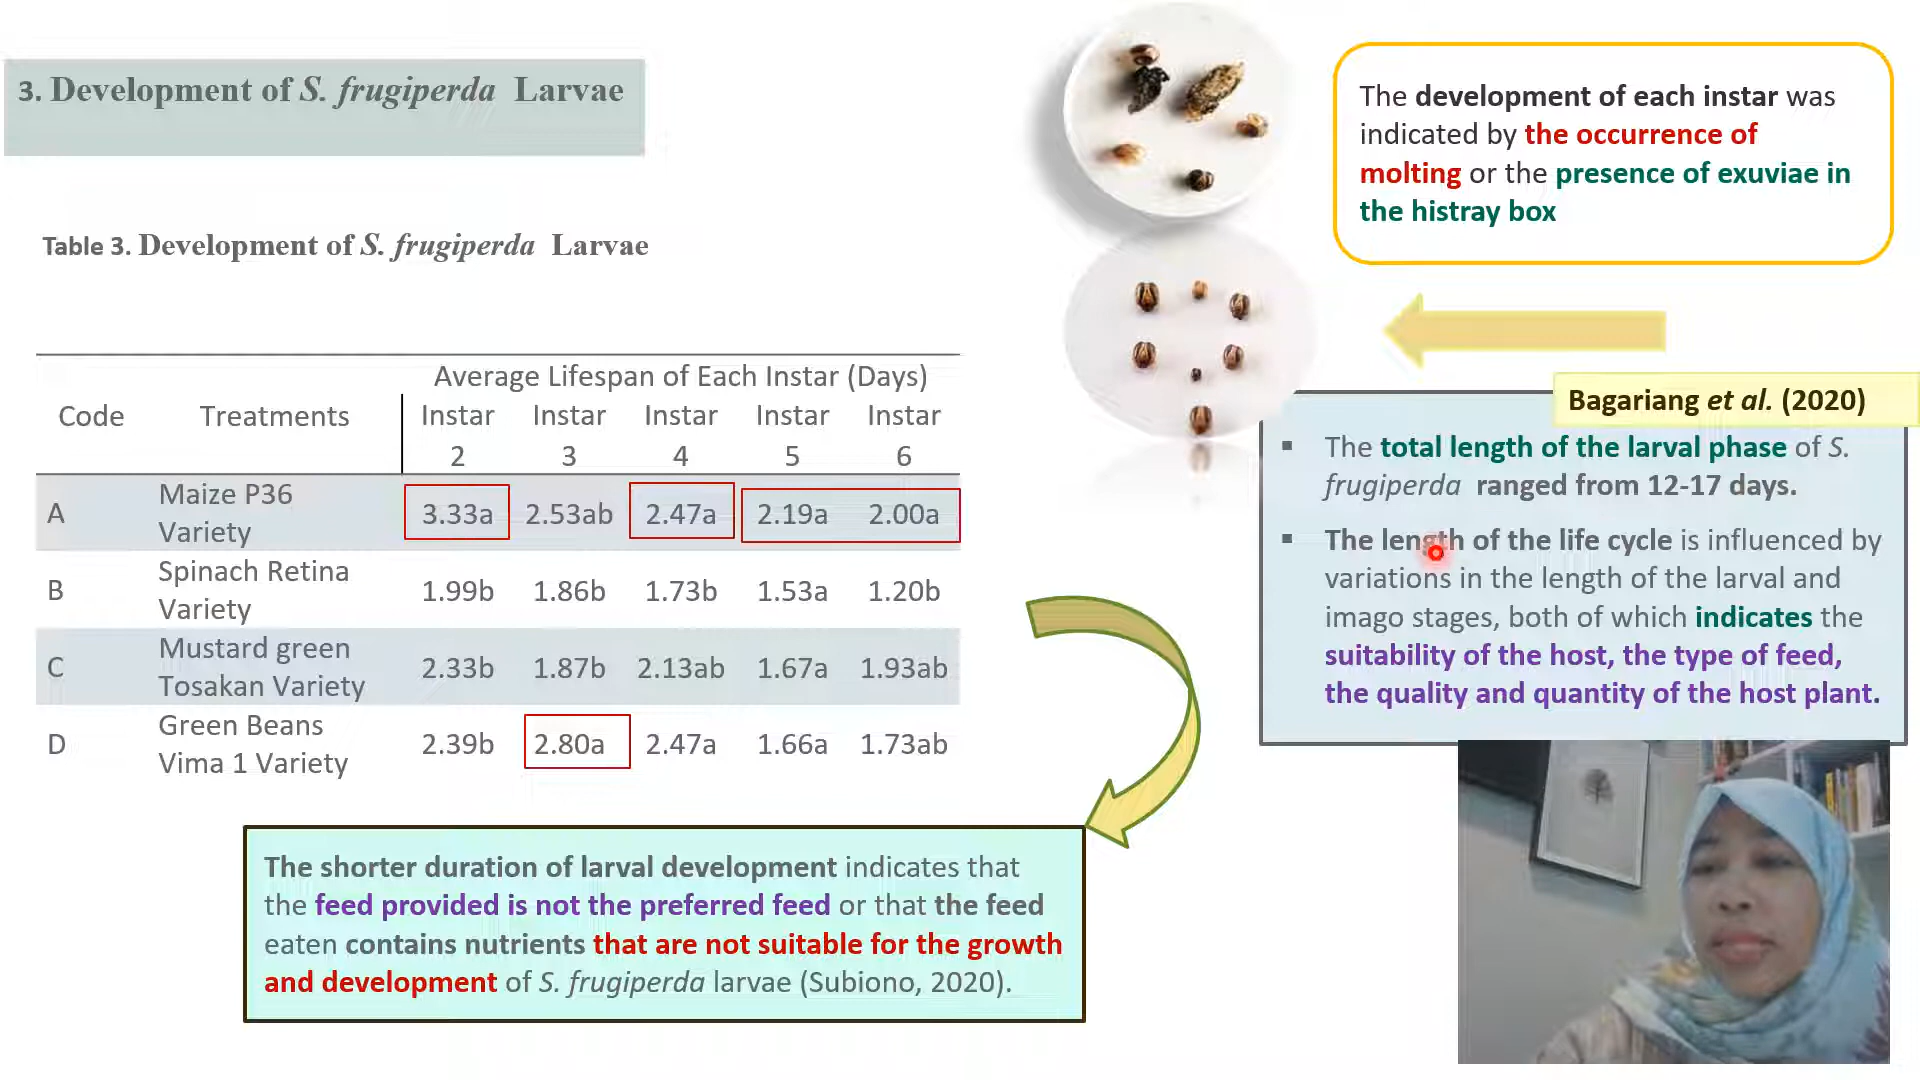 3. Development of S. frugiperda Larvae
Table 3. Development of S. frugiperda Larvae
Average Lifespan of Each Instar (Days)
Code Treatments Instar 2 Instar 3 Instar 4 Instar 5 Instar 6
A Maize P36 Variety 3.33a 2.53ab 2.47a 2.19a 2.00a
B Spinach Retina Variety 1.99b 1.86b 1.73b 1.53a 1.20b
C Mustard green Tosakan Variety 2.33b 1.87b 2.13ab 1.67a 1.93ab
D Green Beans Vima 1 Variety 2.39b 2.80a 2.47a 1.66a 1.73ab
The shorter duration of larval development indicates that
the feed provided is not the preferred feed or that the feed
eaten contains nutrients that are not suitable for the growth
and development of S. frugiperda larvae (Subiono, 2020).
The development of each instar was
indicated by the occurrence of
molting or the presence of exuviae in
the histray box
Bagariang et al. (2020)
▪ The total length of the larval phase of S.
frugiperda ranged from 12-17 days.
▪ The length of the life cycle is influenced by
variations in the length of the larval and
imago stages, both of which indicates the
suitability of the host, the type of feed,
the quality and quantity of the host plant.